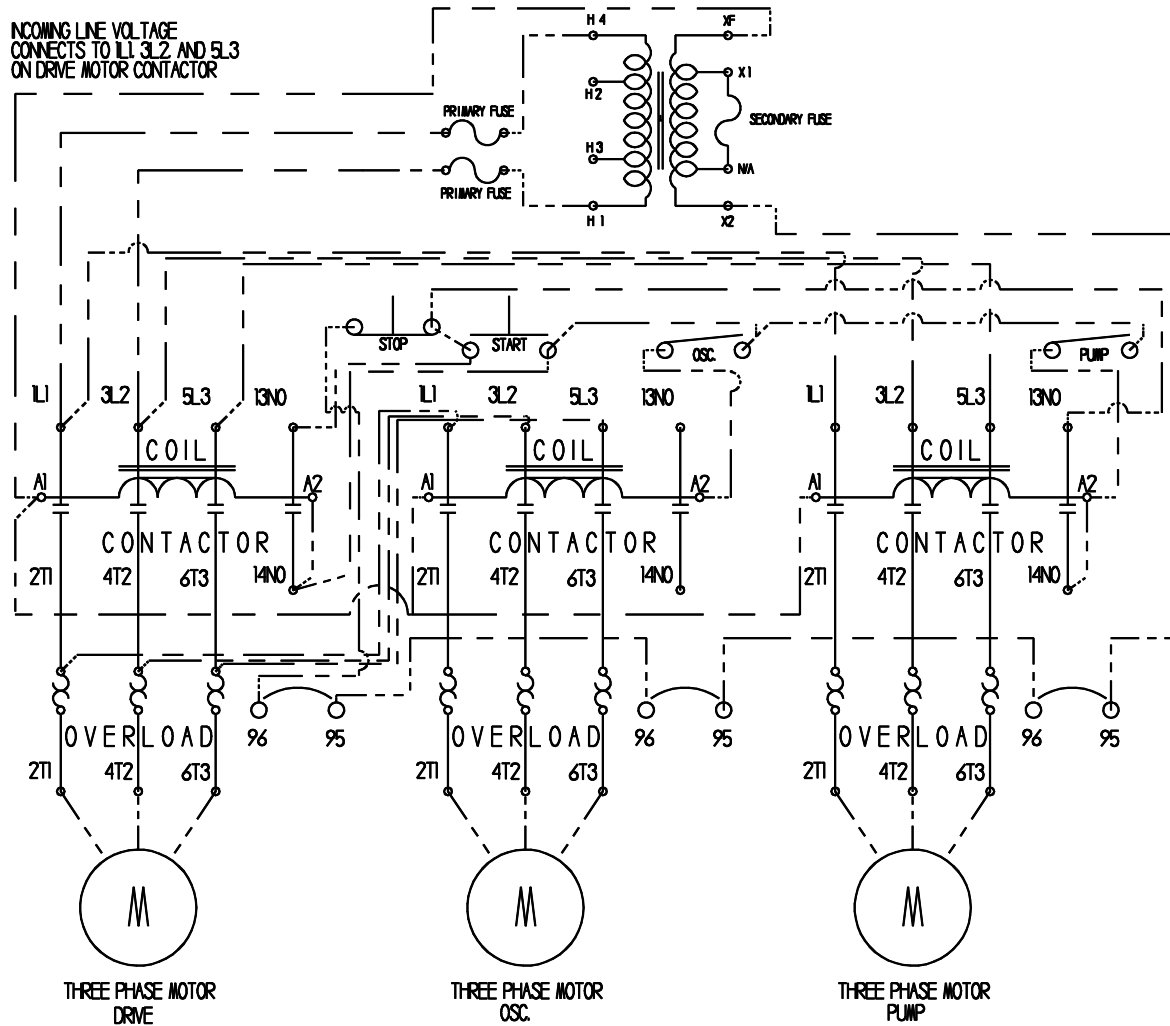 INCOMING LINE VOLTAGE
CONNECTS TO 1L1, 3L2, AND 5L3
ON DRIVE MOTOR CONTACTOR
H4
XF
H2
X1
PRIMARY FUSE
SECONDARY FUSE
H3
N/A
PRIMARY FUSE
H1
X2
STOP
START
OSC.
PUMP
1L1 3L2 5L3 13NO
1L1 3L2 5L3 13NO
1L1 3L2 5L3 13NO
COIL
COIL
COIL
A1 A2
A1 A2
A1 A2
CONTACTOR
CONTACTOR
CONTACTOR
2T1 4T2 6T3 14NO
2T1 4T2 6T3 14NO
2T1 4T2 6T3 14NO
OVERLOAD 96 95
OVERLOAD 96 95
OVERLOAD 96 95
2T1 4T2 6T3
2T1 4T2 6T3
2T1 4T2 6T3
M
M
M
THREE PHASE MOTOR
DRIVE
THREE PHASE MOTOR
OSC.
THREE PHASE MOTOR
PUMP